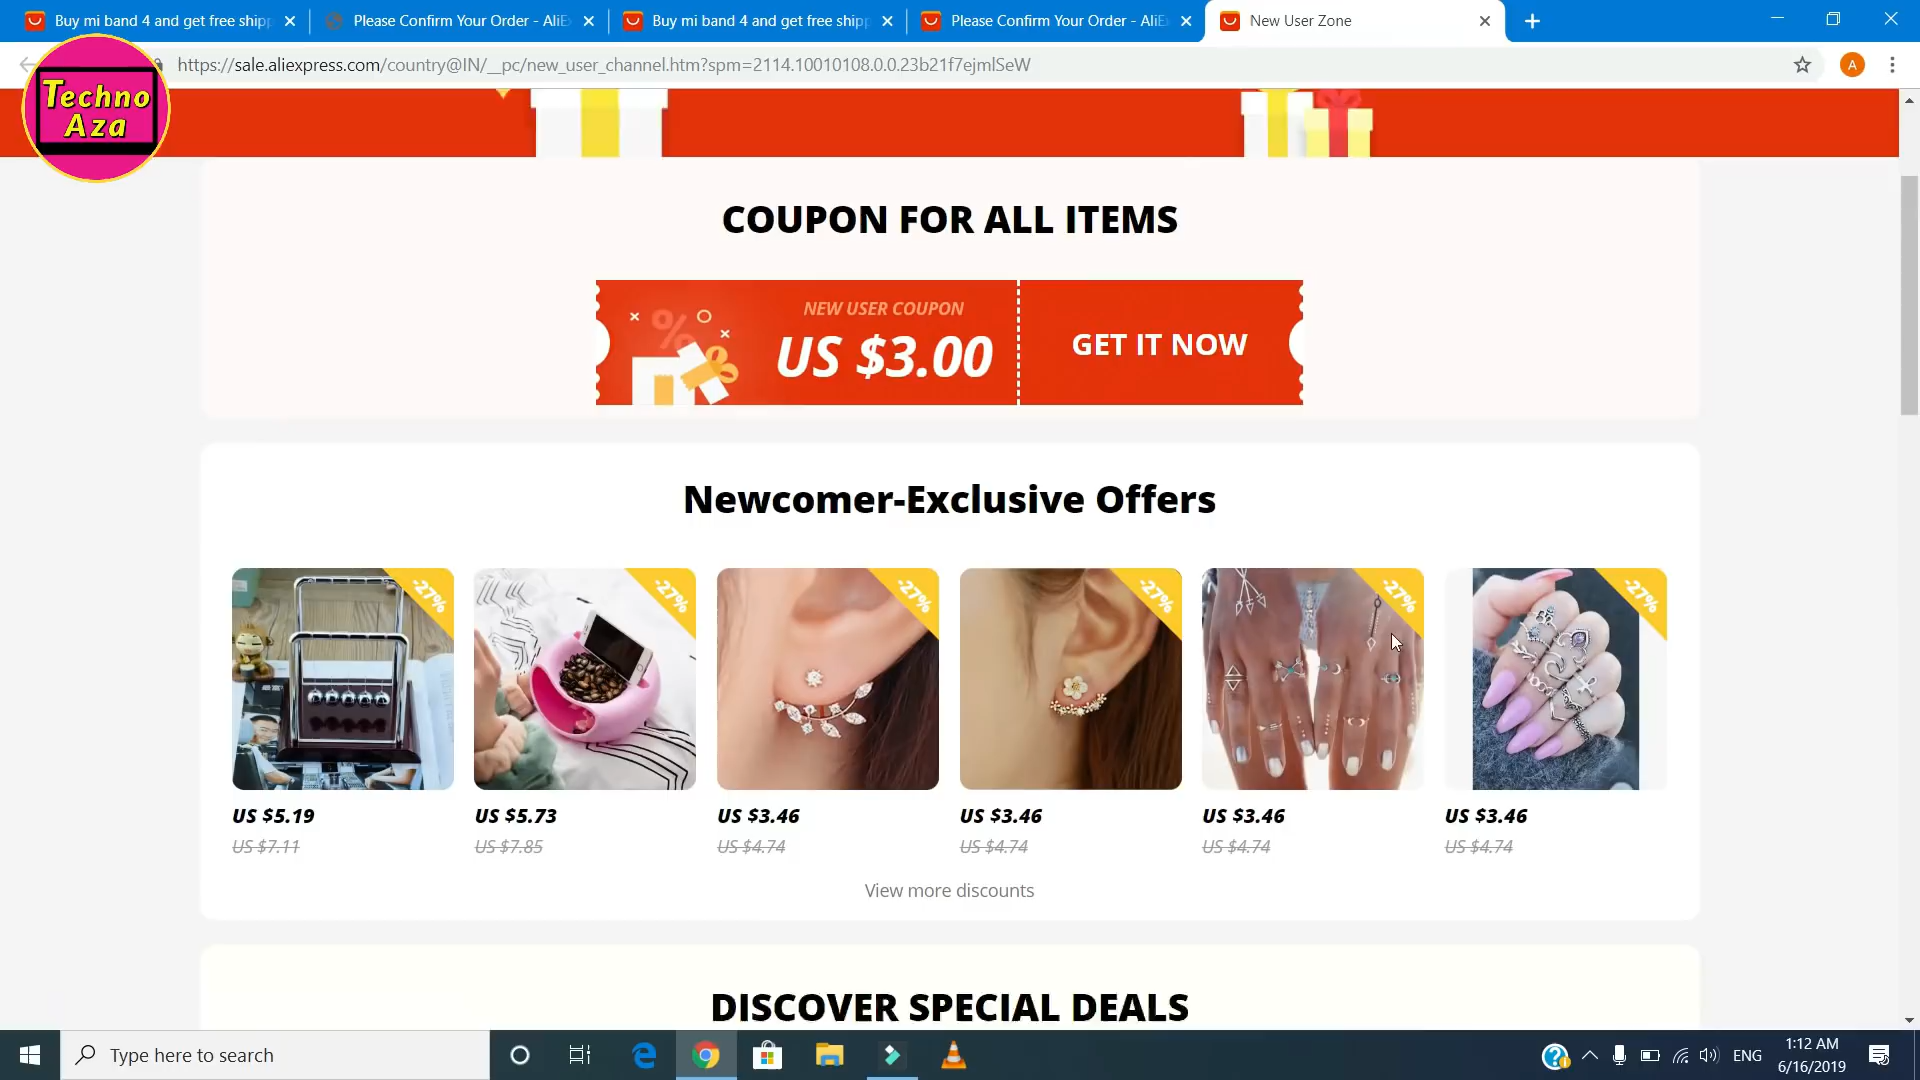 Buy mi band 4 and get free shipp
Please Confirm Your Order - AliE
Buy mi band 4 and get free shipp
Please Confirm Your Order - AliE
New User Zone
https://sale.aliexpress.com/country@IN/__pc/new_user_channel.htm?spm=2114.10010108.0.0.23b21f7ejmlSeW
A
Techno
Aza
COUPON FOR ALL ITEMS
NEW USER COUPON
US $3.00
GET IT NOW
Newcomer-Exclusive Offers
-27%
-27%
-27%
-27%
-27%
-27%
US $5.19
US $5.73
US $3.46
US $3.46
US $3.46
US $3.46
US $7.11
US $7.85
US $4.74
US $4.74
US $4.74
US $4.74
View more discounts
DISCOVER SPECIAL DEALS
Type here to search
ENG
1:12 AM
6/16/2019